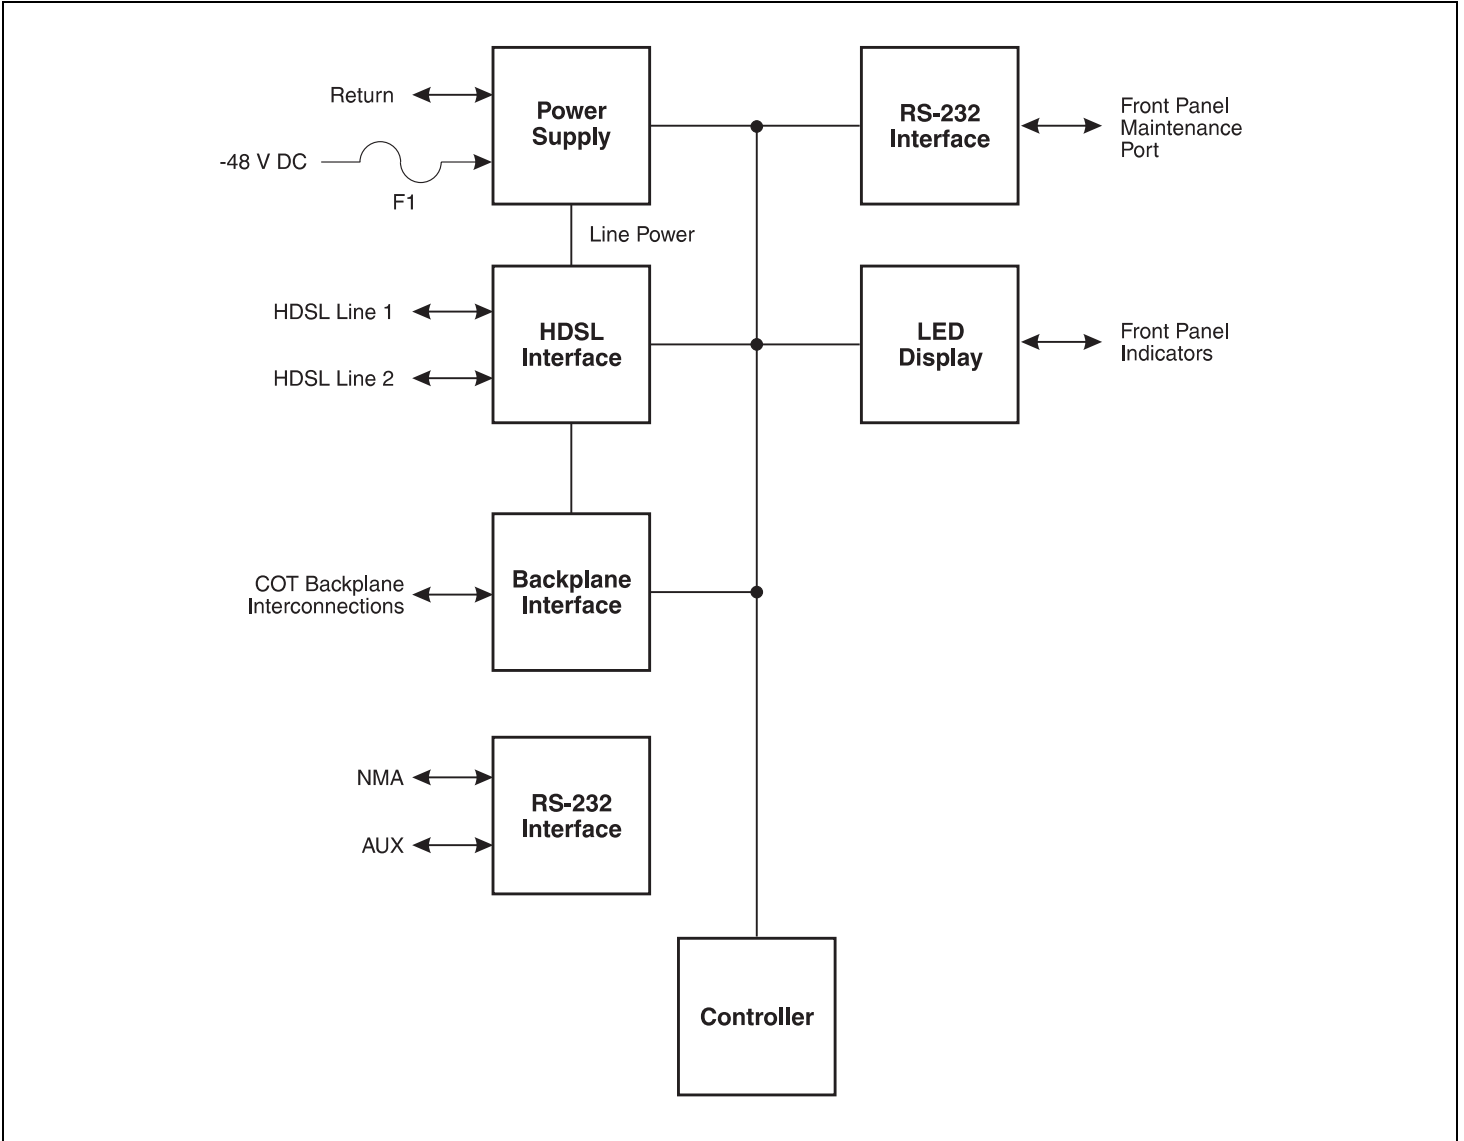 Return
Power
Supply
RS-232
Interface
Front Panel
Maintenance
Port
-48 V DC
F1
Line Power
HDSL Line 1
HDSL
Interface
HDSL Line 2
LED
Display
Front Panel
Indicators
COT Backplane
Interconnections
Backplane
Interface
NMA
RS-232
Interface
AUX
Controller